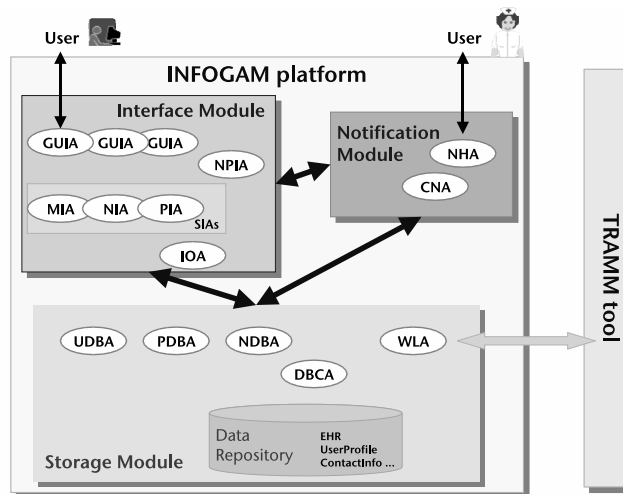 User
User
INFOGAM platform
Interface Module
GUIA GUIA GUIA
NPIA
MIA NIA PIA
SIAs
IOA
Notification
Module
NHA
CNA
UDBA PDBA NDBA WLA
DBCA
Data
Repository
EHR
UserProfile
ContactInfo ...
Storage Module
TRAMM tool